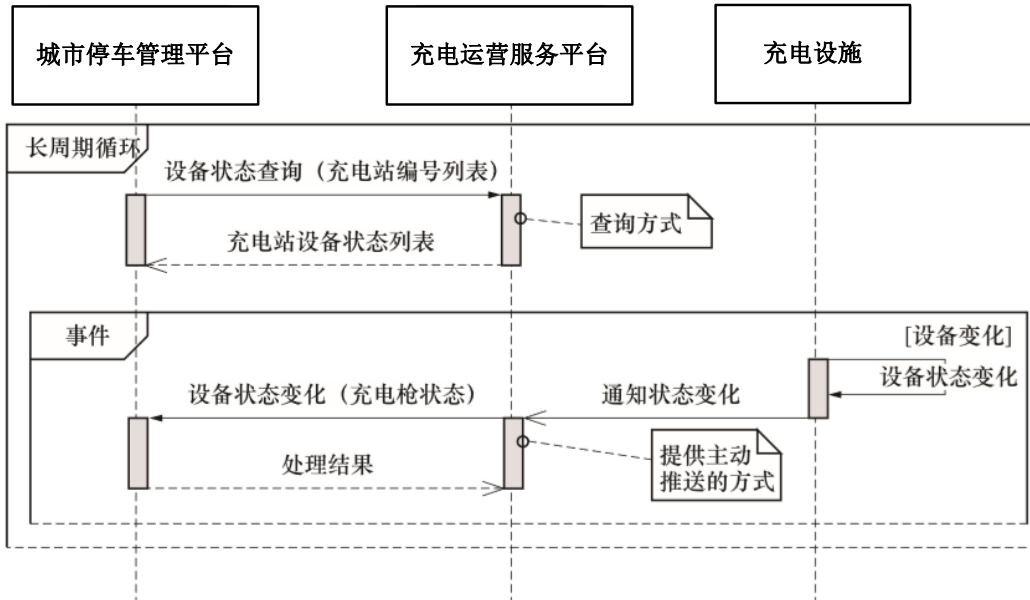 城市停车管理平台
充电运营服务平台
充电设施
长周期循环
设备状态查询（充电站编号列表）
查询方式
充电站设备状态列表
事件
[设备变化]
设备状态变化
设备状态变化（充电枪状态）
通知状态变化
提供主动
推送的方式
处理结果